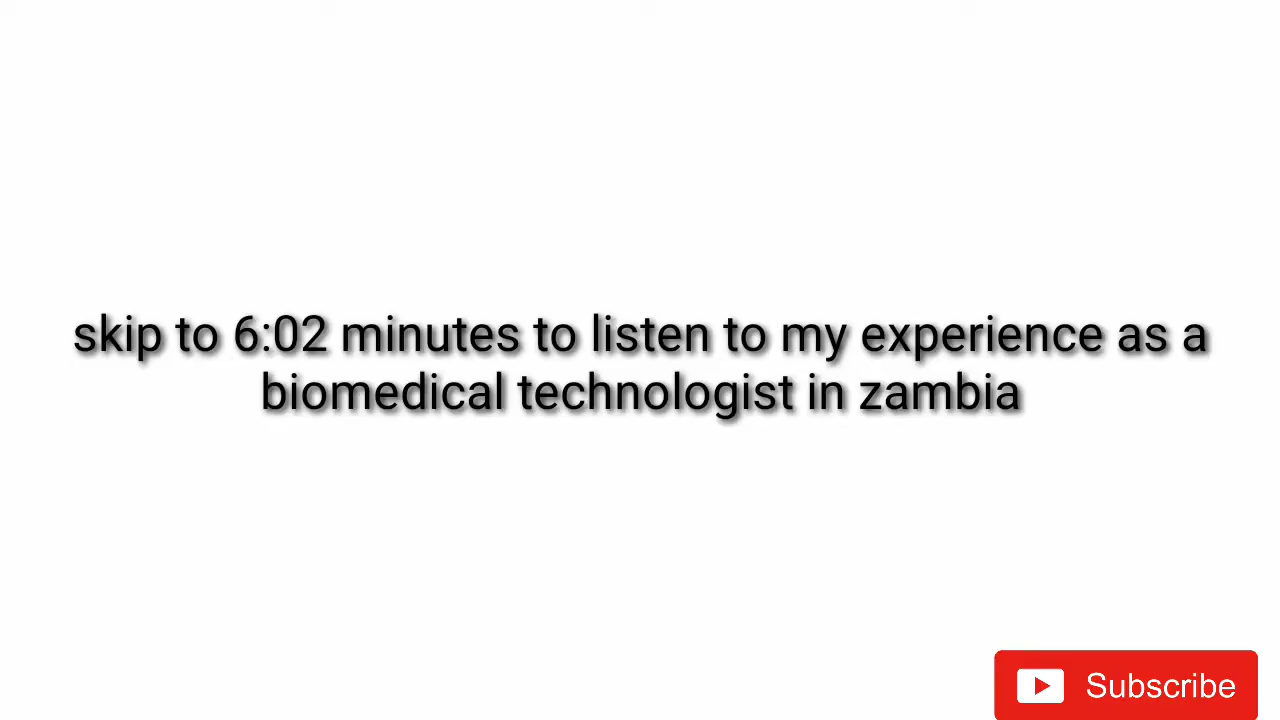 skip to 6:02 minutes to listen to my experience as a
biomedical technologist in zambia
Subscribe